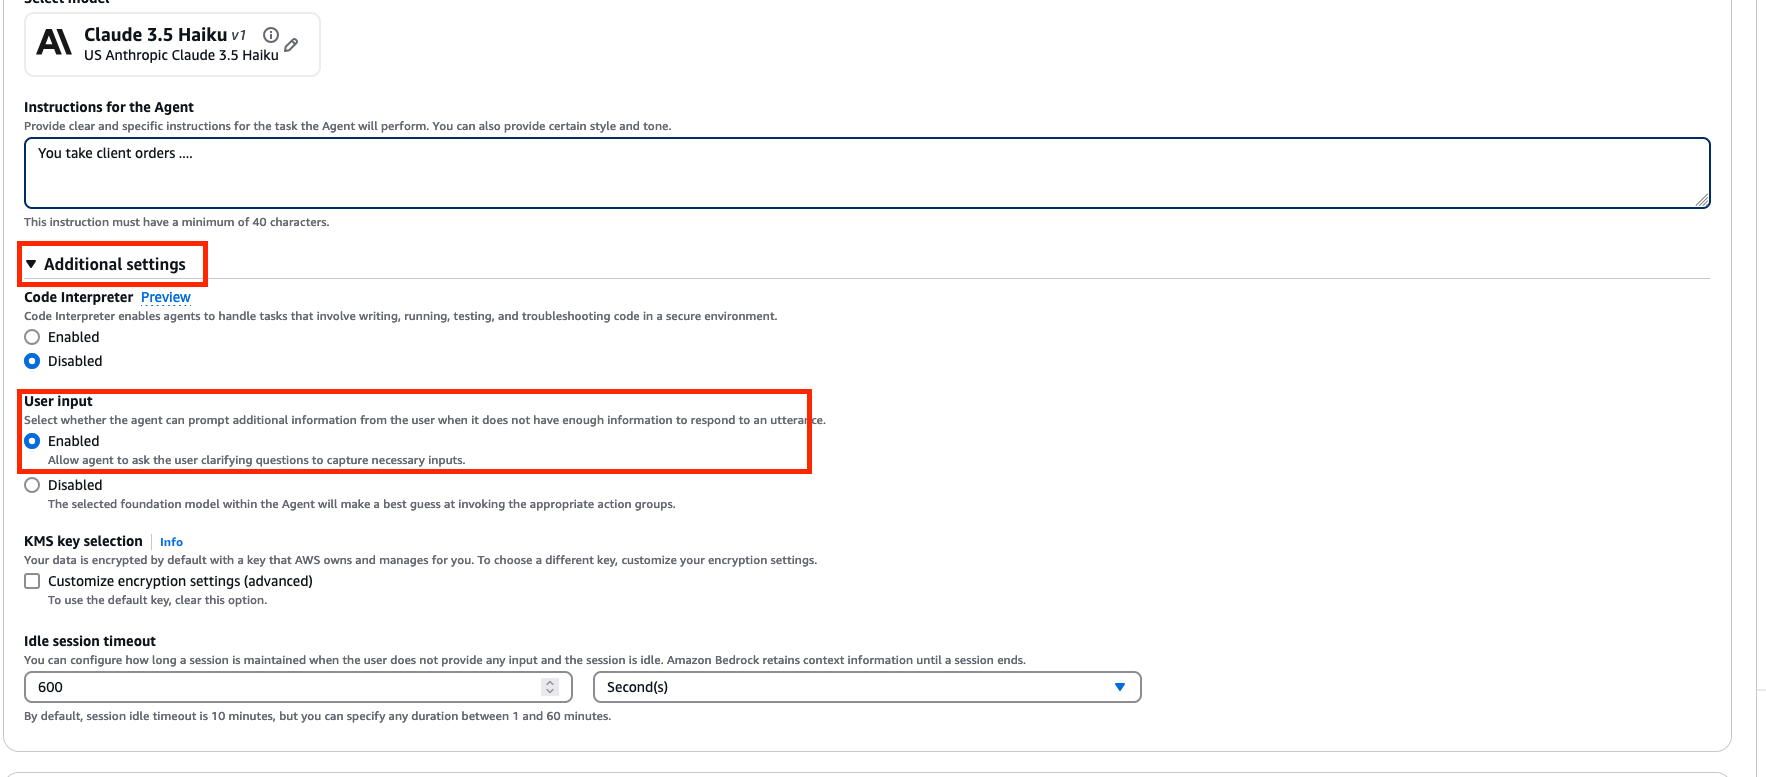 Select model
Claude 3.5 Haiku v1
US Anthropic Claude 3.5 Haiku
Instructions for the Agent
Provide clear and specific instructions for the task the Agent will perform. You can also provide certain style and tone.
You take client orders ....
This instruction must have a minimum of 40 characters.
Additional settings
Code Interpreter Preview
Code Interpreter enables agents to handle tasks that involve writing, running, testing, and troubleshooting code in a secure environment.
Enabled
Disabled
User input
Select whether the agent can prompt additional information from the user when it does not have enough information to respond to an utterance.
Enabled
Allow agent to ask the user clarifying questions to capture necessary inputs.
Disabled
The selected foundation model within the Agent will make a best guess at invoking the appropriate action groups.
KMS key selection Info
Your data is encrypted by default with a key that AWS owns and manages for you. To choose a different key, customize your encryption settings.
Customize encryption settings (advanced)
To use the default key, clear this option.
Idle session timeout
You can configure how long a session is maintained when the user does not provide any input and the session is idle. Amazon Bedrock retains context information until a session ends.
600 Second(s)
By default, session idle timeout is 10 minutes, but you can specify any duration between 1 and 60 minutes.